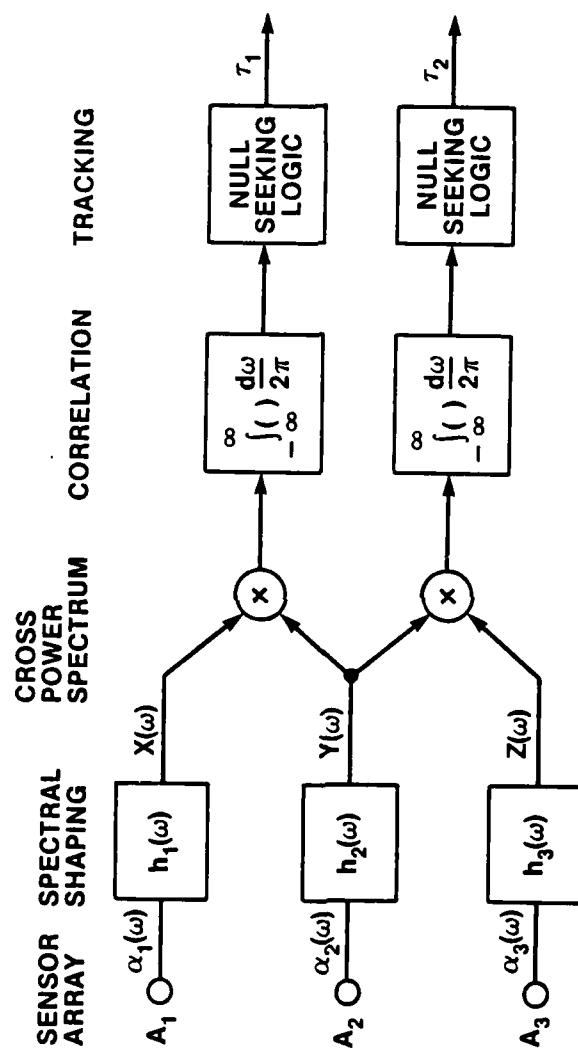 SENSOR
ARRAY
SPECTRAL
SHAPING
CROSS
POWER
SPECTRUM
CORRELATION
TRACKING
A₁
α₁(ω)
h₁(ω)
X(ω)
×
∞
∫( ) dω/2π
-∞
NULL
SEEKING
LOGIC
τ₁
A₂
α₂(ω)
h₂(ω)
Y(ω)
A₃
α₃(ω)
h₃(ω)
Z(ω)
×
∞
∫( ) dω/2π
-∞
NULL
SEEKING
LOGIC
τ₂